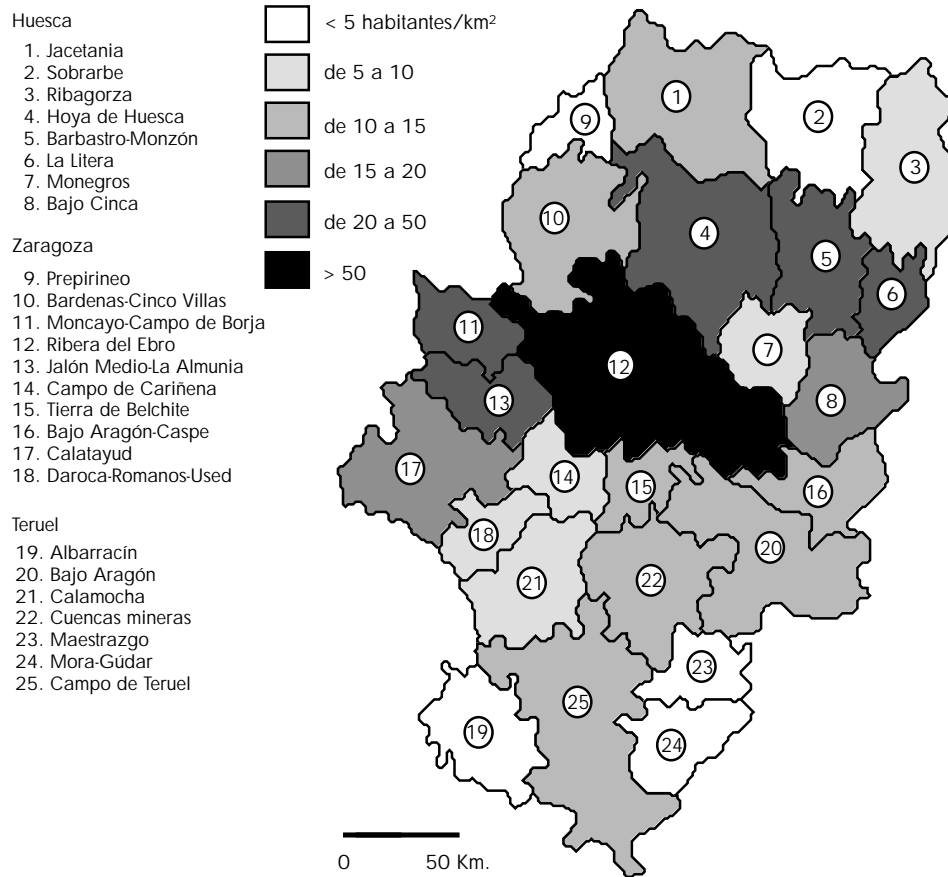 Huesca
1. Jacetania
2. Sobrarbe
3. Ribagorza
4. Hoya de Huesca
5. Barbastro-Monzón
6. La Litera
7. Monegros
8. Bajo Cinca
Zaragoza
9. Prepirineo
10. Bardenas-Cinco Villas
11. Moncayo-Campo de Borja
12. Ribera del Ebro
13. Jalón Medio-La Almunia
14. Campo de Cariñena
15. Tierra de Belchite
16. Bajo Aragón-Caspe
17. Calatayud
18. Daroca-Romanos-Used
Teruel
19. Albarracín
20. Bajo Aragón
21. Calamocha
22. Cuencas mineras
23. Maestrazgo
24. Mora-Gúdar
25. Campo de Teruel
< 5 habitantes/km²
de 5 a 10
de 10 a 15
de 15 a 20
de 20 a 50
> 50
1
2
9
3
10
4
5
6
11
7
12
8
13
17
14
15
16
18
20
21
22
23
25
19
24
0 50 Km.